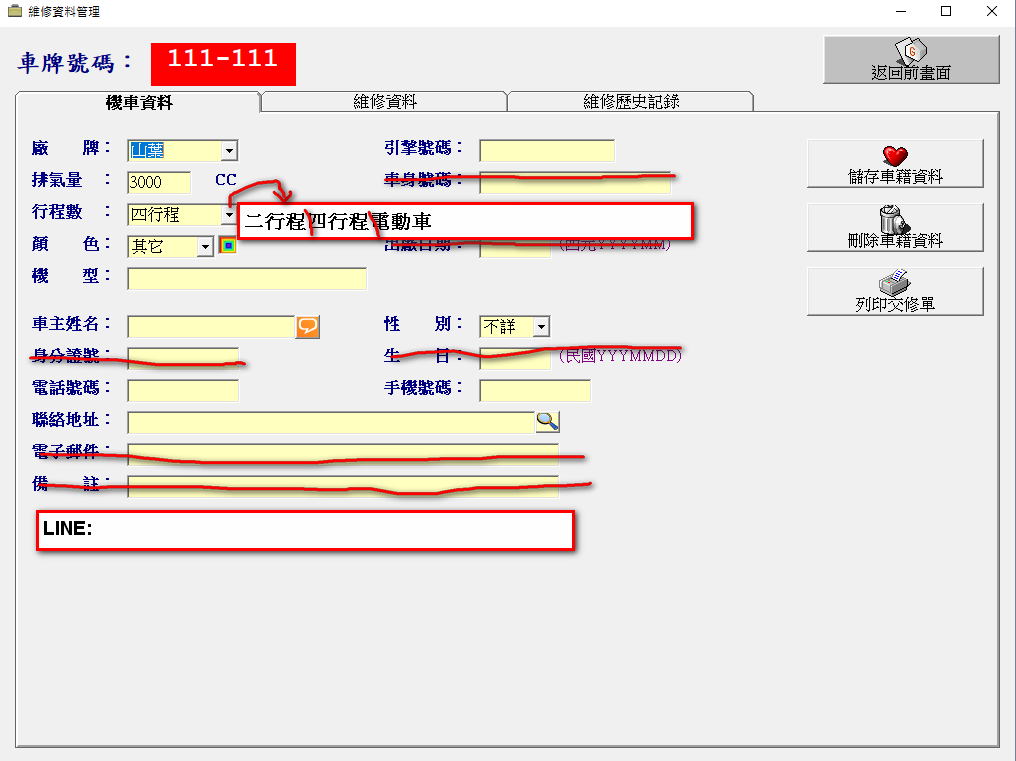 維修資料管理
車牌號碼： 111-111
返回前畫面
機車資料 維修資料 維修歷史記錄
廠 牌： 山葉 引擎號碼：
排氣量 ： 3000 CC 車身號碼：
行程數 ： 四行程 二行程四行程電動車
顏 色： 其它 出廠日期： (西元YYYYMM)
機 型：
車主姓名： 性 別： 不詳
身分證號： 生 日： (民國YYYMMDD)
電話號碼： 手機號碼：
聯絡地址：
電子郵件：
備 註：
LINE:
儲存車籍資料
刪除車籍資料
列印交修單